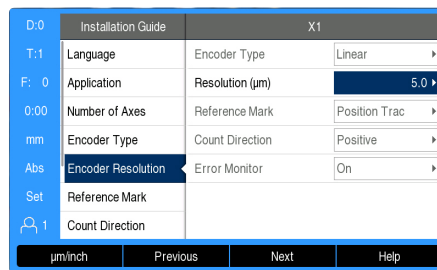 D:0 Installation Guide X1
T:1 Language Encoder Type Linear
F: 0 Application Resolution (µm) 5.0
0:00 Number of Axes Reference Mark Position Trac
mm Encoder Type Count Direction Positive
Abs Encoder Resolution Error Monitor On
Set Reference Mark
1 Count Direction
µm/inch Previous Next Help